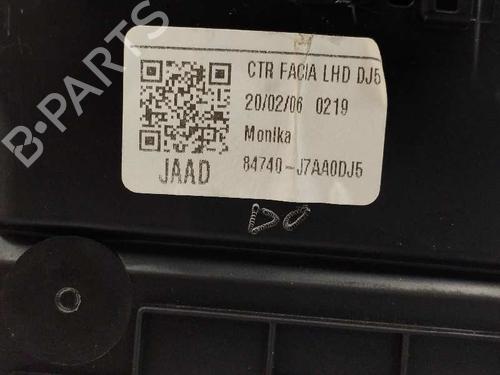 B-PARTS
CTR FACIA LHD DJ5
20/02/06 0219
Monika
JAAD 84740-J7AA0DJ5